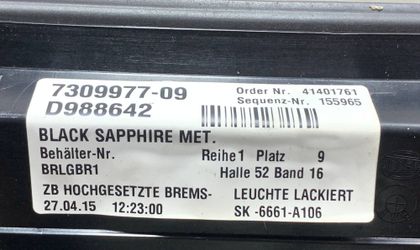 7309977-09 Order Nr. 41401761
D988642 Sequenz-Nr. 155965
BLACK SAPPHIRE MET.
Behälter-Nr. Reihe1 Platz 9
BRLGBR1 Halle 52 Band 16
ZB HOCHGESETZTE BREMS- LEUCHTE LACKIERT
27.04.15 12:23:00 SK -6661-A106